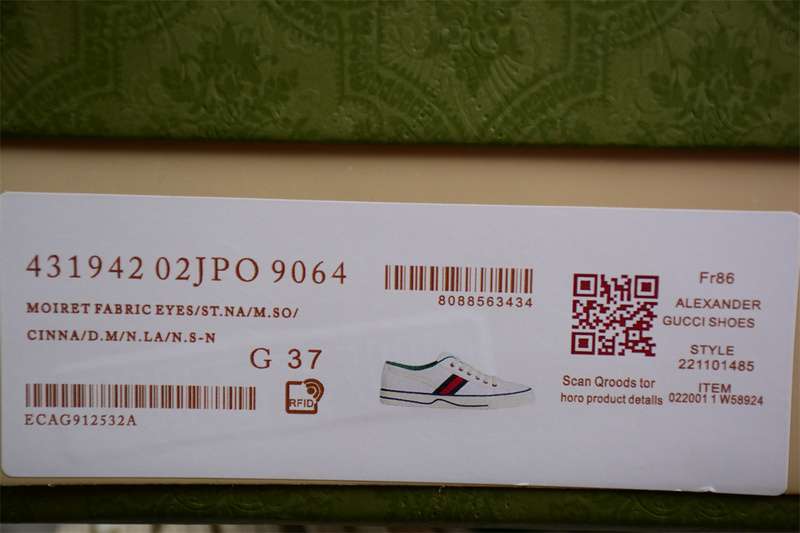 431942 02JPO 9064
MOIRET FABRIC EYES/ST.NA/M.SO/
CINNA/D.M/N.LA/N.S-N
G 37
RFID
ECAG912532A
8088563434
Scan Qroods tor
horo product details
Fr86
ALEXANDER
GUCCI SHOES
STYLE
221101485
ITEM
022001 1 W58924